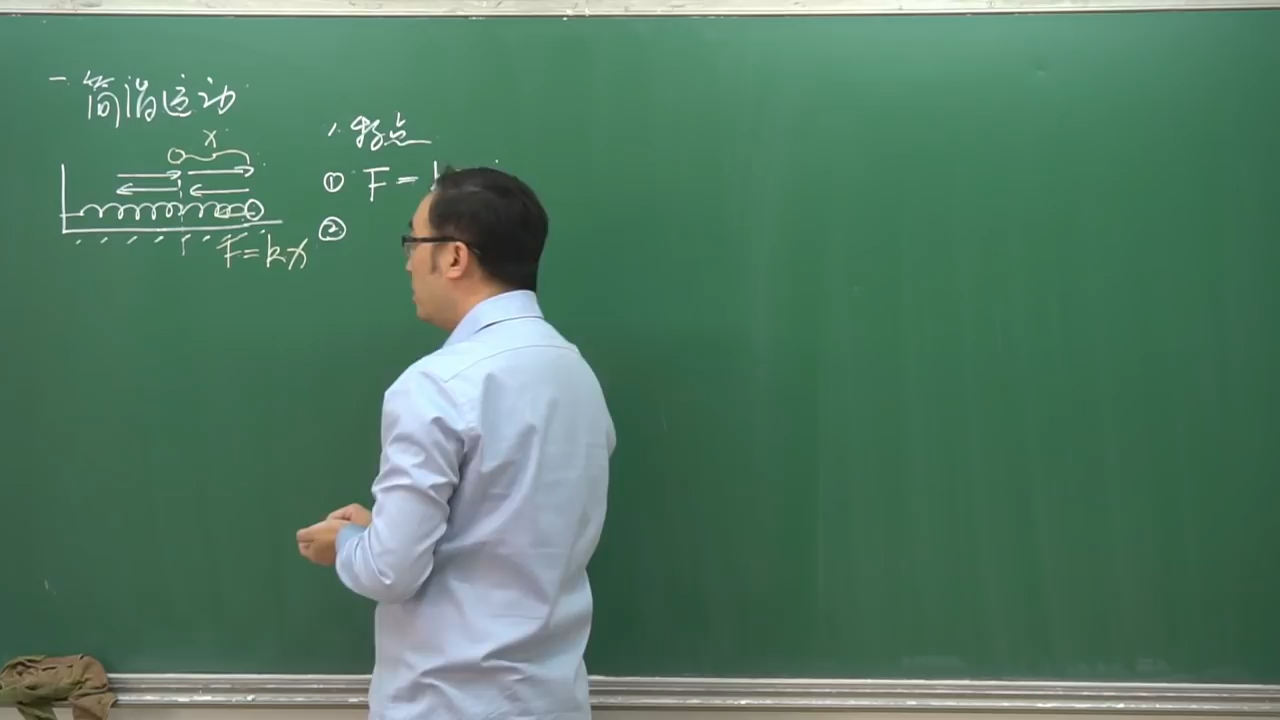 一 简谐运动
x
F=kx
1. 特点
① F=
②